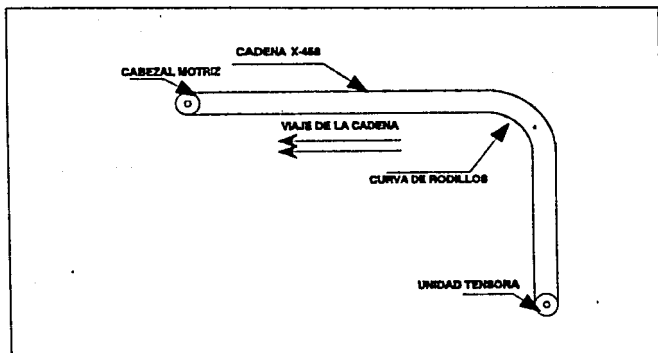 CADENA X-458
CABEZAL MOTRIZ
VIAJE DE LA CADENA
CURVA DE RODILLOS
UNIDAD TENSORA